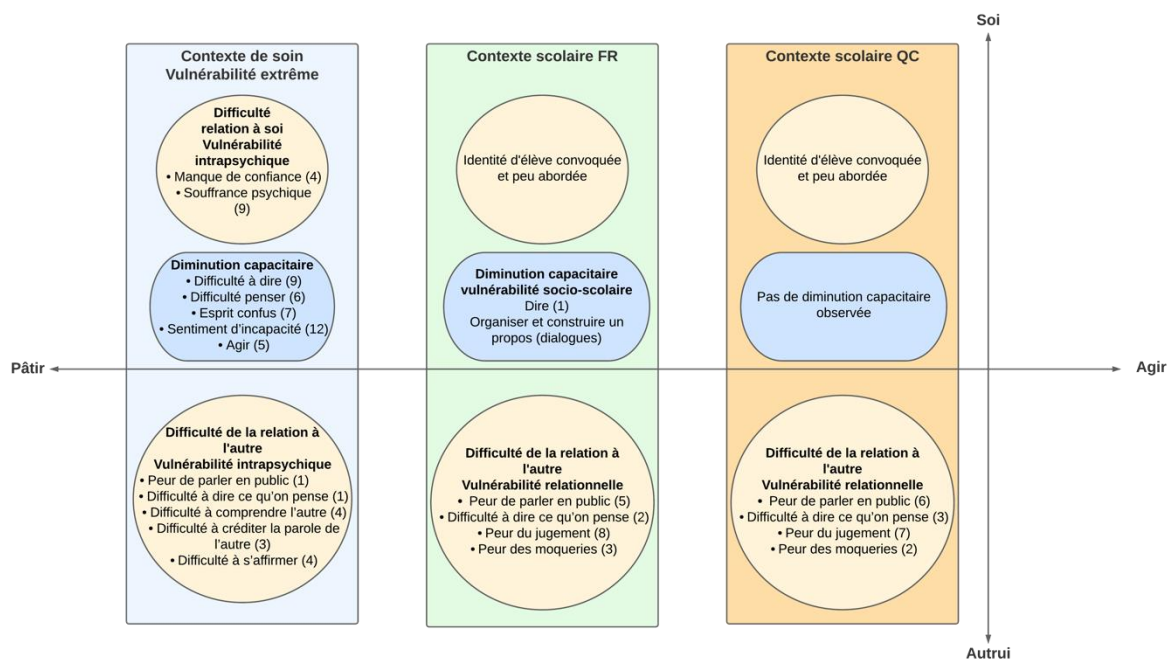 Soi
Contexte de soin
Vulnérabilité extrême
Difficulté
relation à soi
Vulnérabilité
intrapsychique
• Manque de confiance (4)
• Souffrance psychique
(9)
Diminution capacitaire
• Difficulté à dire (9)
• Difficulté penser (6)
• Esprit confus (7)
• Sentiment d'incapacité (12)
• Agir (5)
Difficulté de la relation à
l'autre
Vulnérabilité intrapsychique
• Peur de parler en public (1)
• Difficulté à dire ce qu'on pense (1)
• Difficulté à comprendre l'autre (4)
• Difficulté à créditer la parole de
l'autre (3)
• Difficulté à s'affirmer (4)
Contexte scolaire FR
Identité d'élève convoquée
et peu abordée
Diminution capacitaire
vulnérabilité socio-scolaire
Dire (1)
Organiser et construire un
propos (dialogues)
Difficulté de la relation à
l'autre
Vulnérabilité relationnelle
• Peur de parler en public (5)
• Difficulté à dire ce qu'on pense (2)
• Peur du jugement (8)
• Peur des moqueries (3)
Contexte scolaire QC
Identité d'élève convoquée
et peu abordée
Pas de diminution capacitaire
observée
Difficulté de la relation à
l'autre
Vulnérabilité relationnelle
• Peur de parler en public (6)
• Difficulté à dire ce qu'on pense (3)
• Peur du jugement (7)
• Peur des moqueries (2)
Pâtir
Agir
Autrui